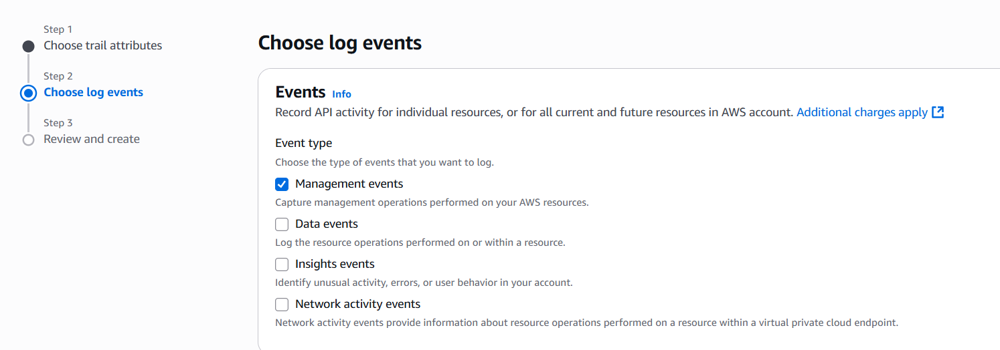 Step 1
Choose trail attributes
Step 2
Choose log events
Step 3
Review and create
Choose log events
Events Info
Record API activity for individual resources, or for all current and future resources in AWS account. Additional charges apply
Event type
Choose the type of events that you want to log.
Management events
Capture management operations performed on your AWS resources.
Data events
Log the resource operations performed on or within a resource.
Insights events
Identify unusual activity, errors, or user behavior in your account.
Network activity events
Network activity events provide information about resource operations performed on a resource within a virtual private cloud endpoint.